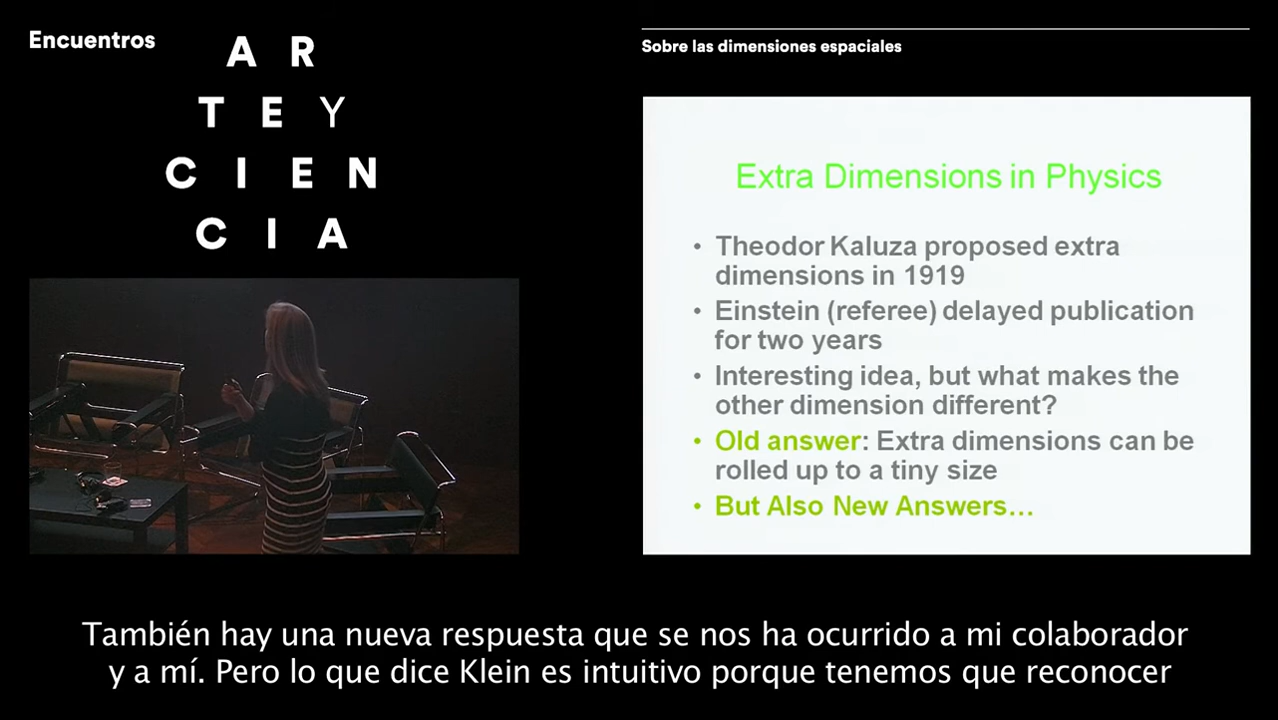 Encuentros
A R
T E Y
C I E N
C I A
Sobre las dimensiones espaciales
Extra Dimensions in Physics
• Theodor Kaluza proposed extra
dimensions in 1919
• Einstein (referee) delayed publication
for two years
• Interesting idea, but what makes the
other dimension different?
• Old answer: Extra dimensions can be
rolled up to a tiny size
• But Also New Answers…
También hay una nueva respuesta que se nos ha ocurrido a mi colaborador
y a mí. Pero lo que dice Klein es intuitivo porque tenemos que reconocer